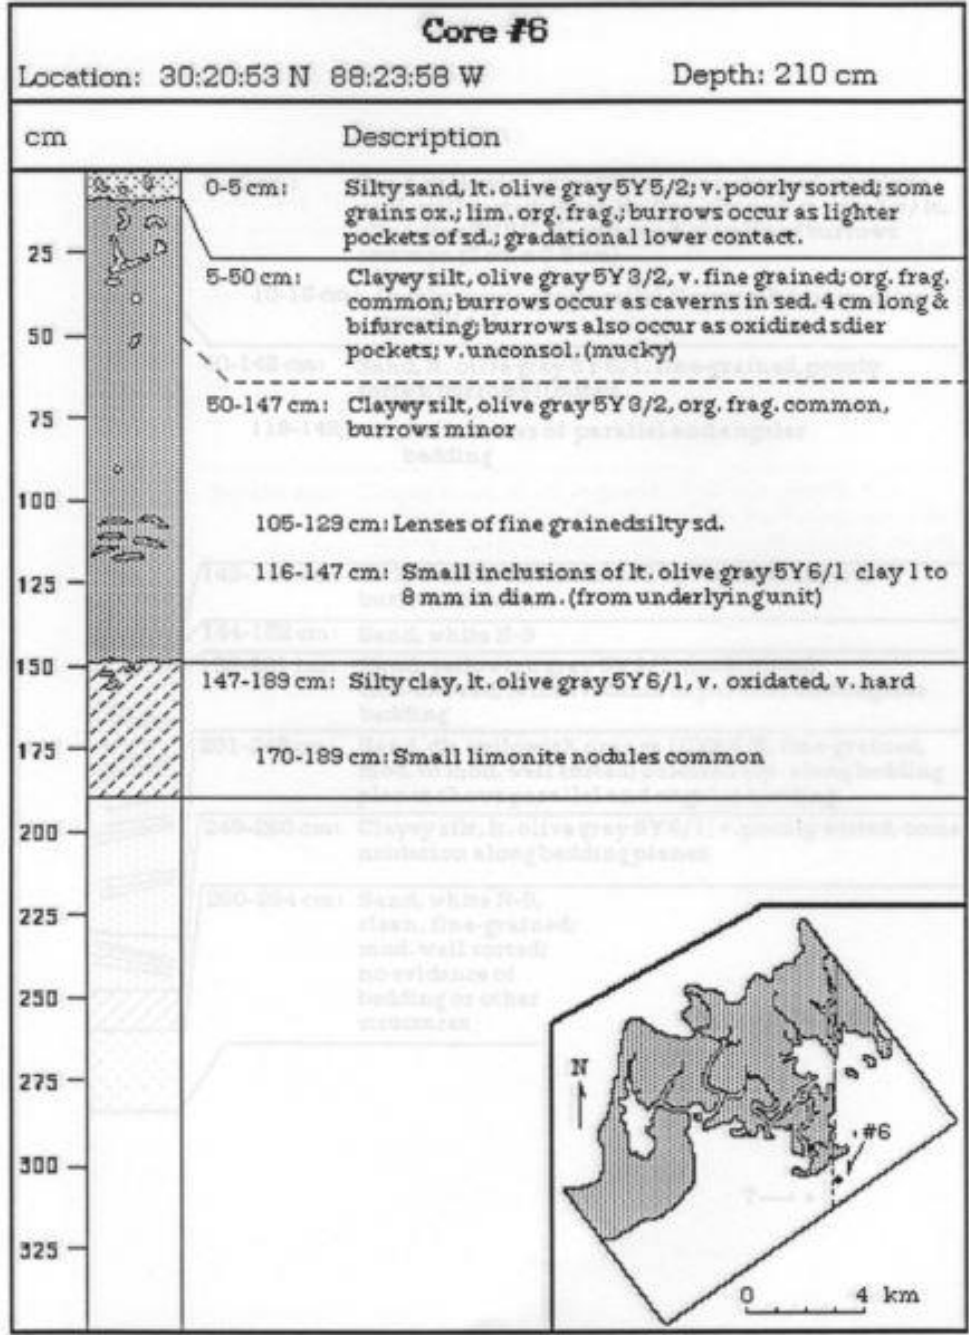 Core #6
Location: 30:20:53 N 88:23:58 W Depth: 210 cm
cm Description
0-5 cm: Silty sand, lt. olive gray 5Y 5/2; v. poorly sorted; some
grains ox.; lim. org. frag.; burrows occur as lighter
pockets of sd.; gradational lower contact.
25
5-50 cm: Clayey silt, olive gray 5Y 3/2, v. fine grained; org. frag.
common; burrows occur as caverns in sed. 4 cm long &
bifurcating; burrows also occur as oxidized sdier
pockets; v. unconsol. (mucky)
50
50-147 cm: Clayey silt, olive gray 5Y 3/2, org. frag. common,
burrows minor
75
100
105-129 cm: Lenses of fine grained silty sd.
116-147 cm: Small inclusions of lt. olive gray 5Y 6/1 clay 1 to
8 mm in diam. (from underlying unit)
125
150
147-189 cm: Silty clay, lt. olive gray 5Y 6/1, v. oxidated, v. hard
175
170-189 cm: Small limonite nodules common
200
225
250
275
300
325
N
#6
0 4 km